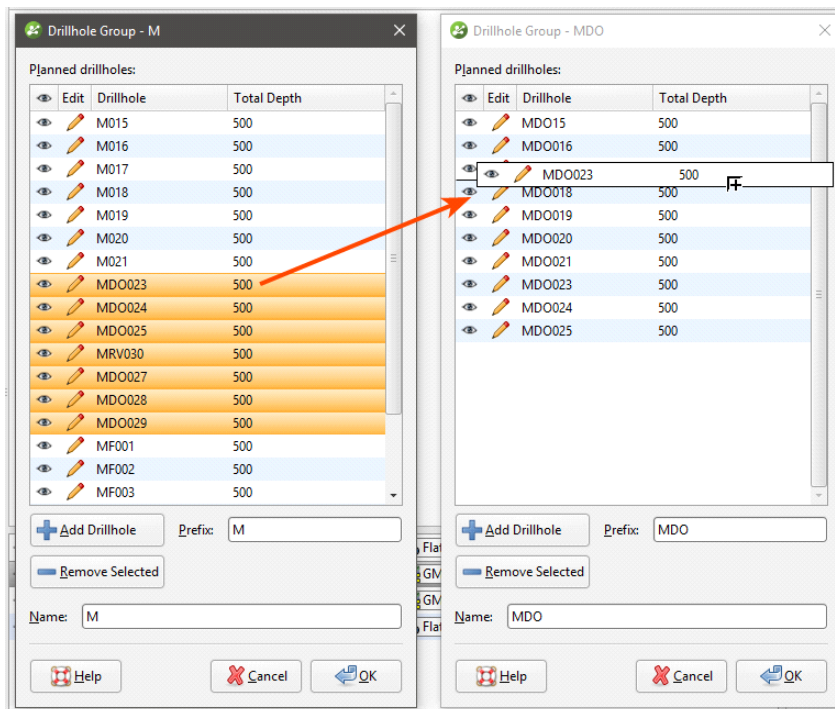 Drillhole Group - M
Planned drillholes:
Edit Drillhole Total Depth
M015 500
M016 500
M017 500
M018 500
M019 500
M020 500
M021 500
MDO023 500
MDO024 500
MDO025 500
MRV030 500
MDO027 500
MDO028 500
MDO029 500
MF001 500
MF002 500
MF003 500
Add Drillhole Prefix: M
Remove Selected
Name: M
Help Cancel OK
Flat
GM
GM
Flat
Drillhole Group - MDO
Planned drillholes:
Edit Drillhole Total Depth
MDO15 500
MDO016 500
MDO023 500
MDO018 500
MDO019 500
MDO020 500
MDO021 500
MDO023 500
MDO024 500
MDO025 500
Add Drillhole Prefix: MDO
Remove Selected
Name: MDO
Help Cancel OK